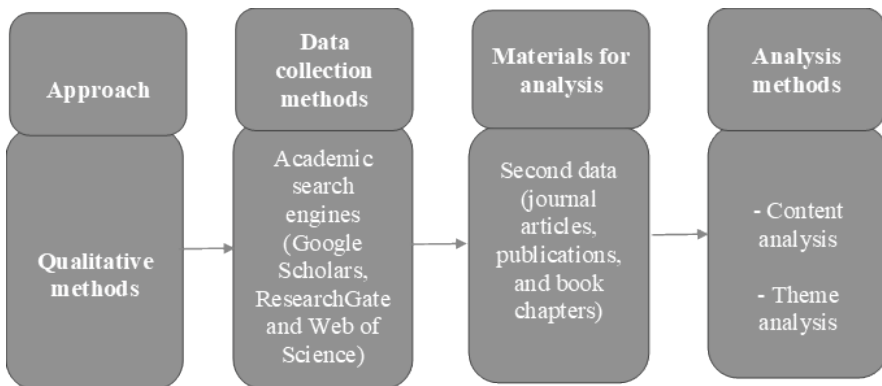 Approach
Data
collection
methods
Materials for
analysis
Analysis
methods
Qualitative
methods
Academic
search
engines
(Google
Scholars,
ResearchGate
and Web of
Science)
Second data
(journal
articles,
publications,
and book
chapters)
- Content
analysis
- Theme
analysis